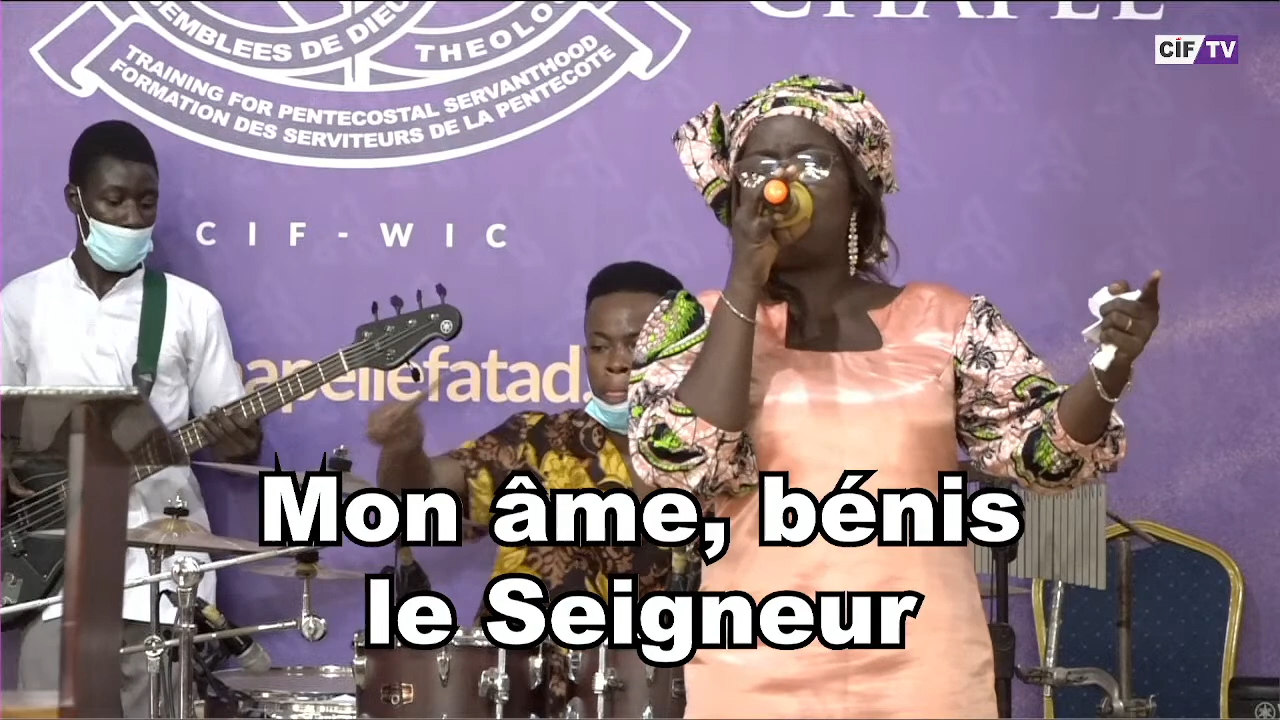 CHAPEL
CIF TV
SEMBLEES DE DIEU
THEOLO
TRAINING FOR PENTECOSTAL SERVANTHOOD
FORMATION DES SERVITEURS DE LA PENTECOTE
CIF-WIC
apellefatad.
Mon âme, bénis
le Seigneur